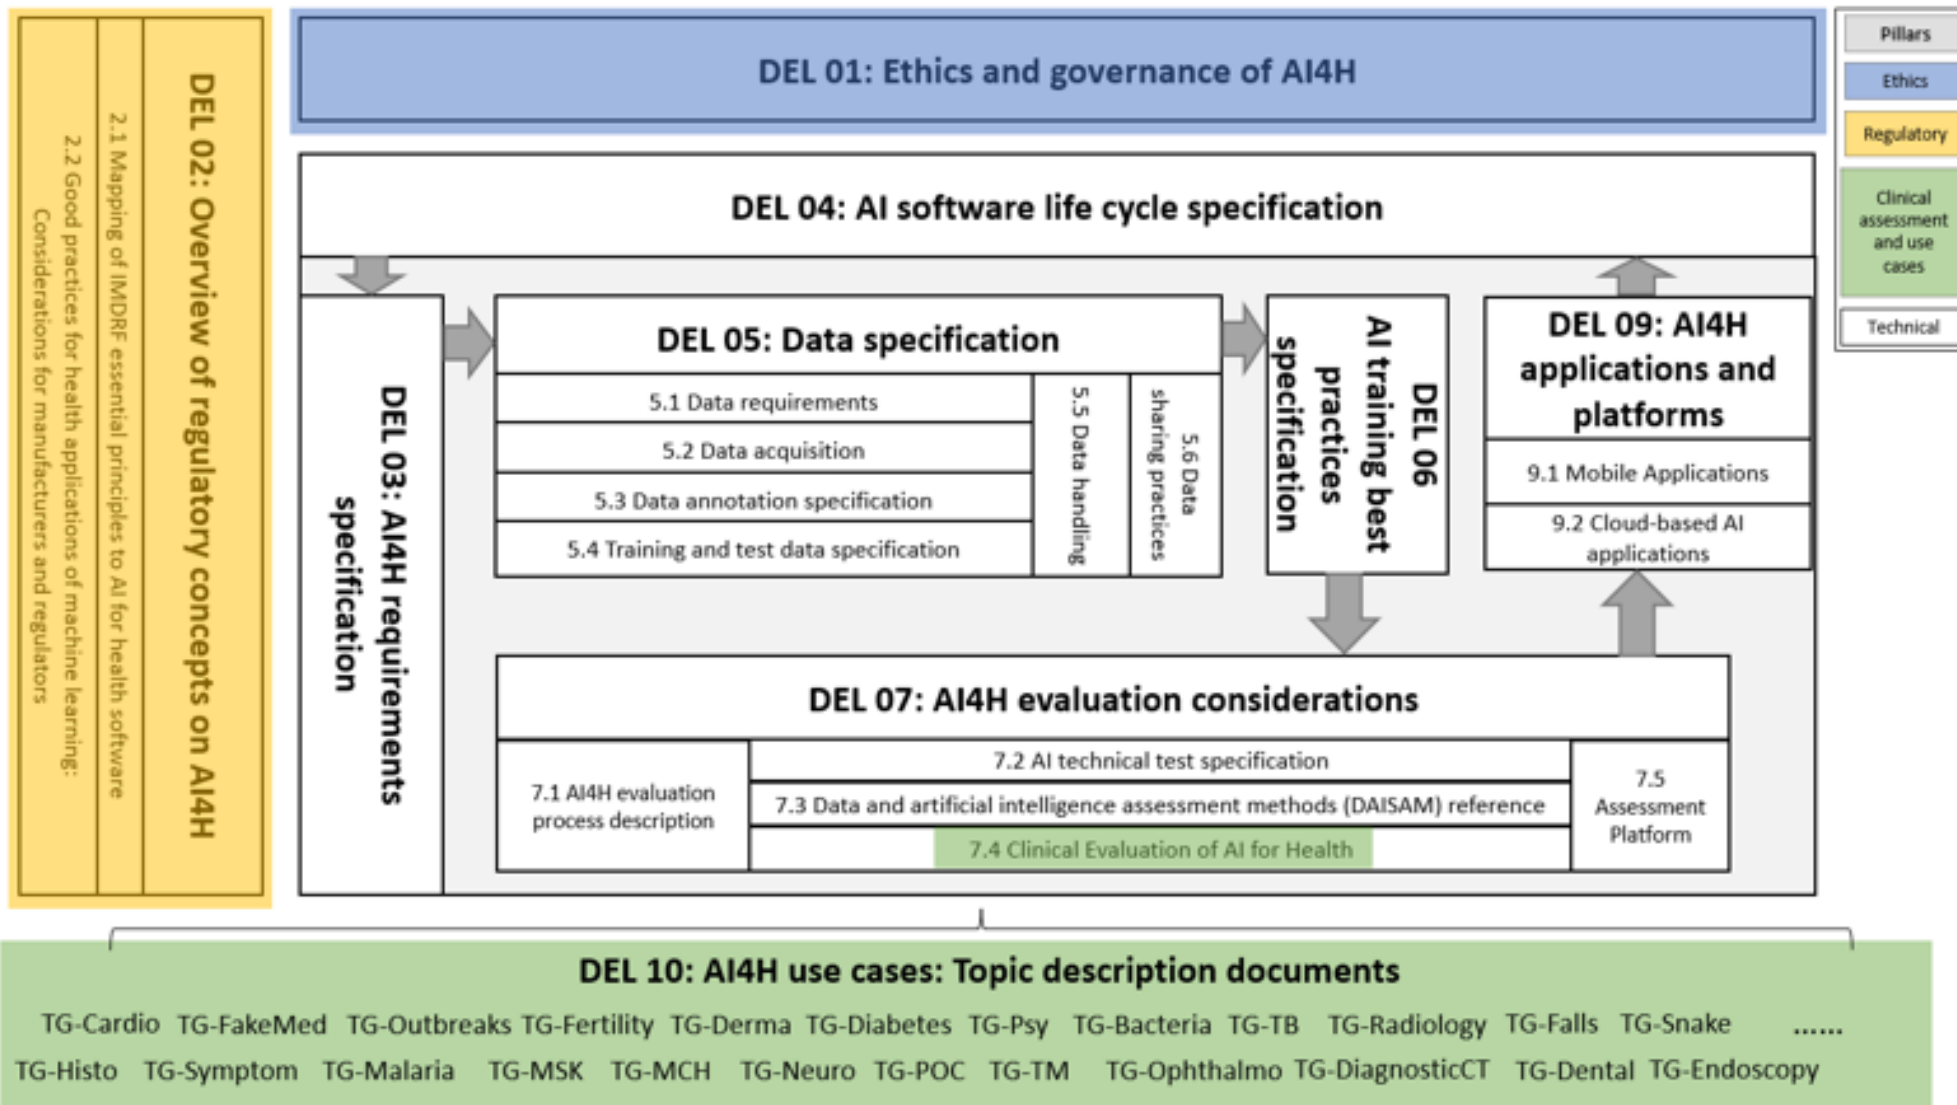 DEL 02: Overview of regulatory concepts on AI4H
2.1 Mapping of IMDRF essential principles to AI for health software
2.2 Good practices for health applications of machine learning:
Considerations for manufacturers and regulators
DEL 01: Ethics and governance of AI4H
Pillars
Ethics
Regulatory
Clinical
assessment
and use
cases
Technical
DEL 04: AI software life cycle specification
DEL 03: AI4H requirements
specification
DEL 05: Data specification
5.1 Data requirements
5.2 Data acquisition
5.3 Data annotation specification
5.4 Training and test data specification
5.5 Data handling
5.6 Data
sharing practices
DEL 06
AI training best
practices
specification
DEL 09: AI4H
applications and
platforms
9.1 Mobile Applications
9.2 Cloud-based AI
applications
DEL 07: AI4H evaluation considerations
7.1 AI4H evaluation
process description
7.2 AI technical test specification
7.3 Data and artificial intelligence assessment methods (DAISAM) reference
7.4 Clinical Evaluation of AI for Health
7.5
Assessment
Platform
DEL 10: AI4H use cases: Topic description documents
TG-Cardio TG-FakeMed TG-Outbreaks TG-Fertility TG-Derma TG-Diabetes TG-Psy TG-Bacteria TG-TB TG-Radiology TG-Falls TG-Snake ......
TG-Histo TG-Symptom TG-Malaria TG-MSK TG-MCH TG-Neuro TG-POC TG-TM TG-Ophthalmo TG-DiagnosticCT TG-Dental TG-Endoscopy